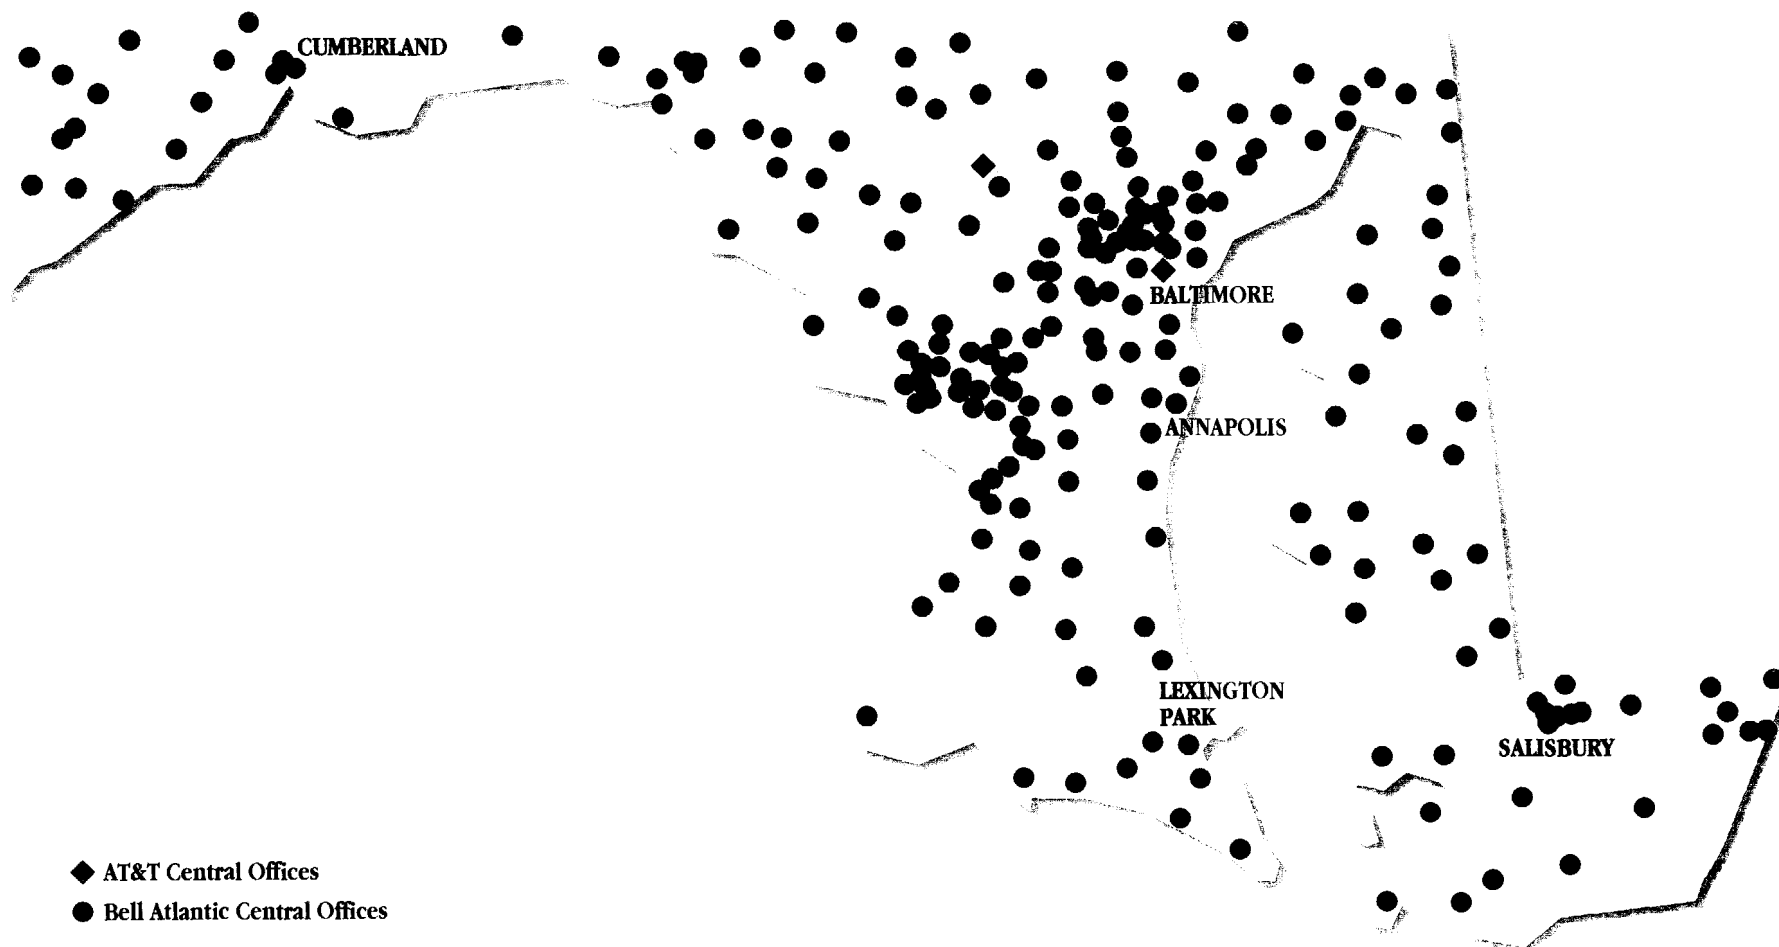 CUMBERLAND
BALTIMORE
ANNAPOLIS
LEXINGTON
PARK
SALISBURY
AT&T Central Offices
Bell Atlantic Central Offices